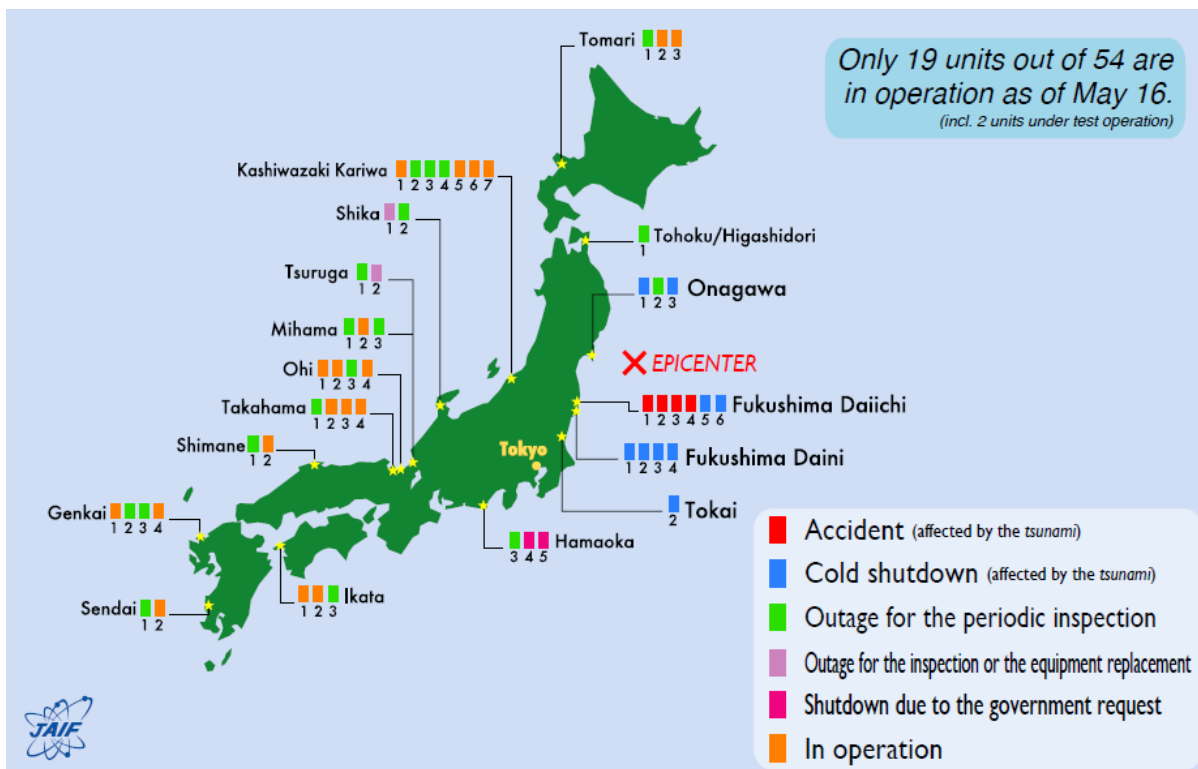 Tomari
1 2 3
Only 19 units out of 54 are
in operation as of May 16.
(incl. 2 units under test operation)
Kashiwazaki Kariwa
1 2 3 4 5 6 7
Shika
1 2
Tohoku/Higashidori
1
Tsuruga
1 2
Onagawa
1 2 3
Mihama
1 2 3
EPICENTER
Ohi
1 2 3 4
Takahama
1 2 3 4
Fukushima Daiichi
1 2 3 4 5 6
Shimane
1 2
Tokyo
Fukushima Daini
1 2 3 4
Genkai
1 2 3 4
Tokai
2
Hamaoka
3 4 5
Ikata
1 2 3
Sendai
1 2
Accident (affected by the tsunami)
Cold shutdown (affected by the tsunami)
Outage for the periodic inspection
Outage for the inspection or the equipment replacement
Shutdown due to the government request
In operation
JAIF